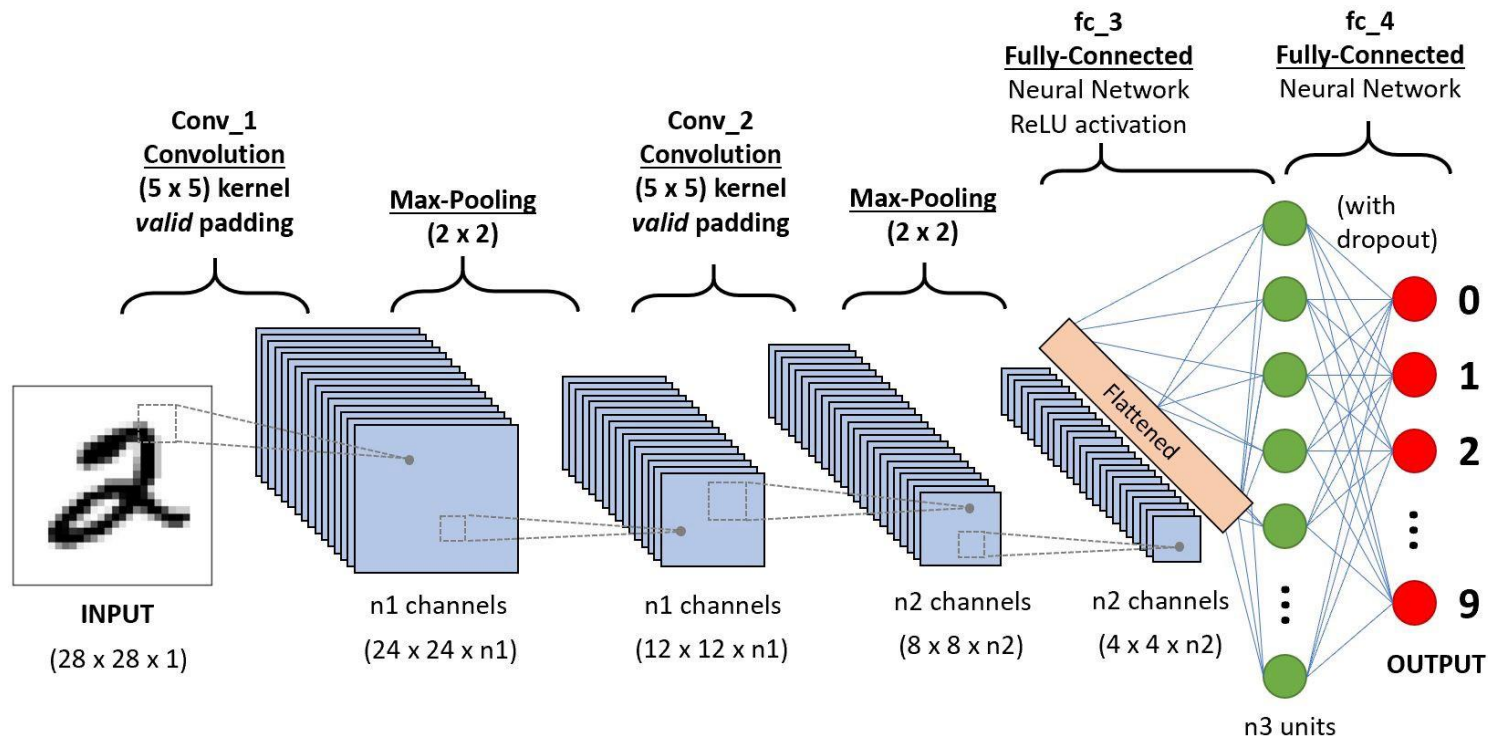 Conv_1
Convolution
(5 x 5) kernel
valid padding
Max-Pooling
(2 x 2)
Conv_2
Convolution
(5 x 5) kernel
valid padding
Max-Pooling
(2 x 2)
fc_3
Fully-Connected
Neural Network
ReLU activation
fc_4
Fully-Connected
Neural Network
(with
dropout)
INPUT
(28 x 28 x 1)
n1 channels
(24 x 24 x n1)
n1 channels
(12 x 12 x n1)
n2 channels
(8 x 8 x n2)
n2 channels
(4 x 4 x n2)
Flattened
n3 units
0
1
2
9
OUTPUT
2